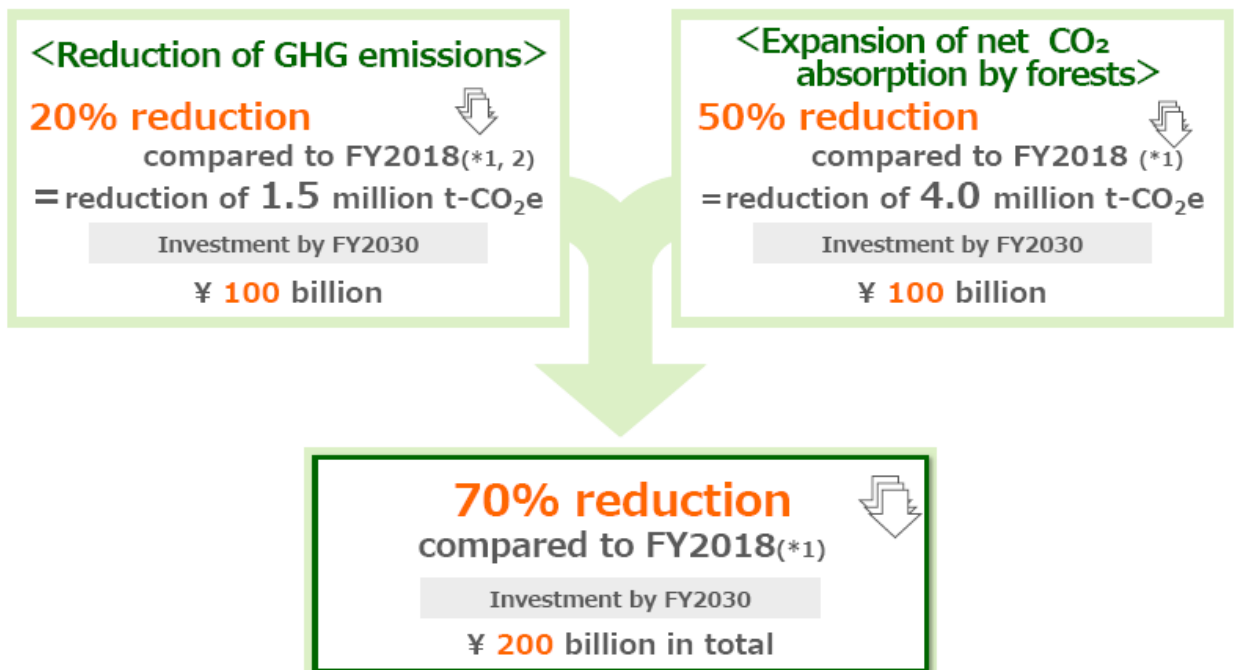 <Reduction of GHG emissions>
20% reduction
compared to FY2018(*1, 2)
=reduction of 1.5 million t-CO₂e
Investment by FY2030
¥ 100 billion
<Expansion of net CO₂
absorption by forests>
50% reduction
compared to FY2018 (*1)
=reduction of 4.0 million t-CO₂e
Investment by FY2030
¥ 100 billion
70% reduction
compared to FY2018(*1)
Investment by FY2030
¥ 200 billion in total